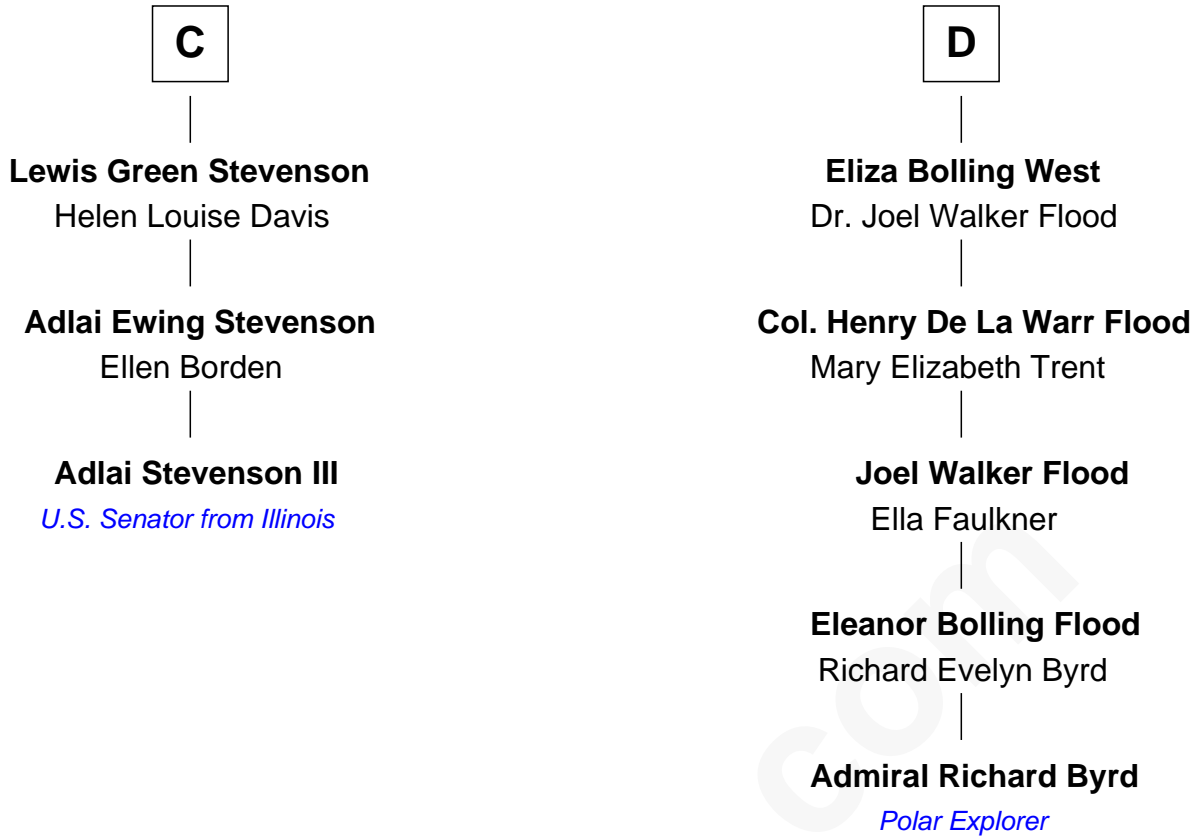 C
Lewis Green Stevenson
Helen Louise Davis
Adlai Ewing Stevenson
Ellen Borden
Adlai Stevenson III
U.S. Senator from Illinois
D
Eliza Bolling West
Dr. Joel Walker Flood
Col. Henry De La Warr Flood
Mary Elizabeth Trent
Joel Walker Flood
Ella Faulkner
Eleanor Bolling Flood
Richard Evelyn Byrd
Admiral Richard Byrd
Polar Explorer
com